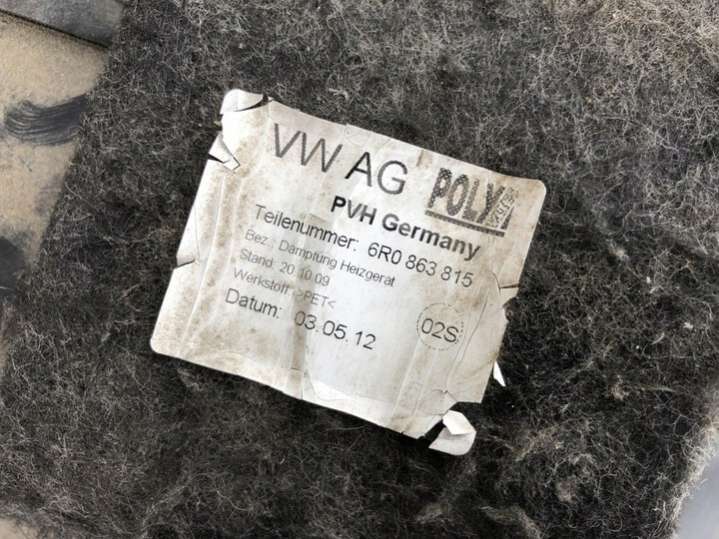 VW AG
POLY
PVH Germany
Teilenummer: 6R0 863 815
Bez.: Dämpfung Heizgerät
Stand: 20.10.09
Werkstoff: >PET<
Datum: 03.05.12
02S